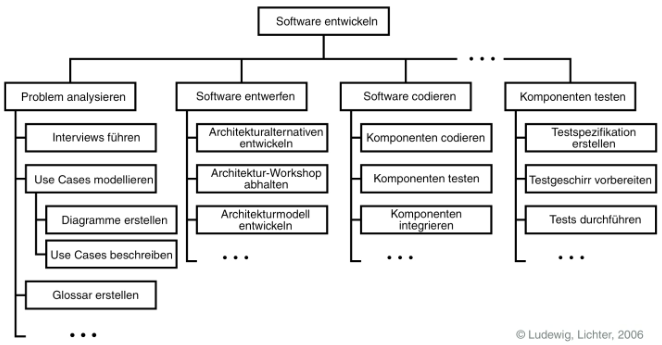 Software entwickeln
• • •
Problem analysieren
Software entwerfen
Software codieren
Komponenten testen
Interviews führen
Use Cases modellieren
Diagramme erstellen
Use Cases beschreiben
Glossar erstellen
• • •
Architekturalternativen
entwickeln
Architektur-Workshop
abhalten
Architekturmodell
entwickeln
• • •
Komponenten codieren
Komponenten testen
Komponenten
integrieren
• • •
Testspezifikation
erstellen
Testgeschirr vorbereiten
Tests durchführen
• • •
© Ludewig, Lichter, 2006